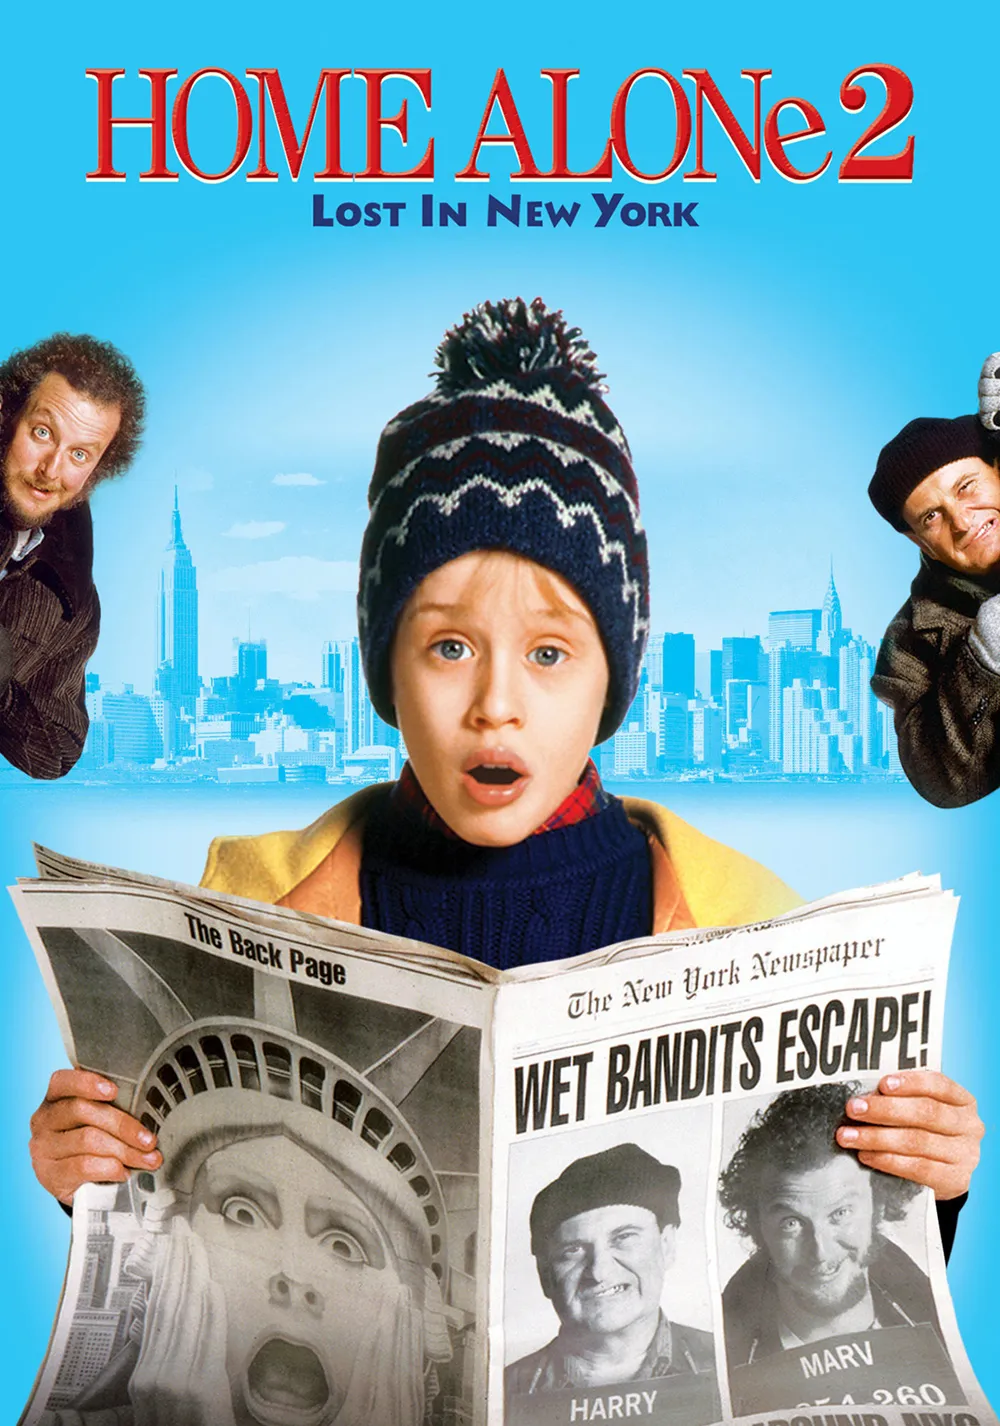 HOME ALONe 2
LOST IN NEW YORK
The Back Page
The New York Newspaper
WET BANDITS ESCAPE!
HARRY
MARV